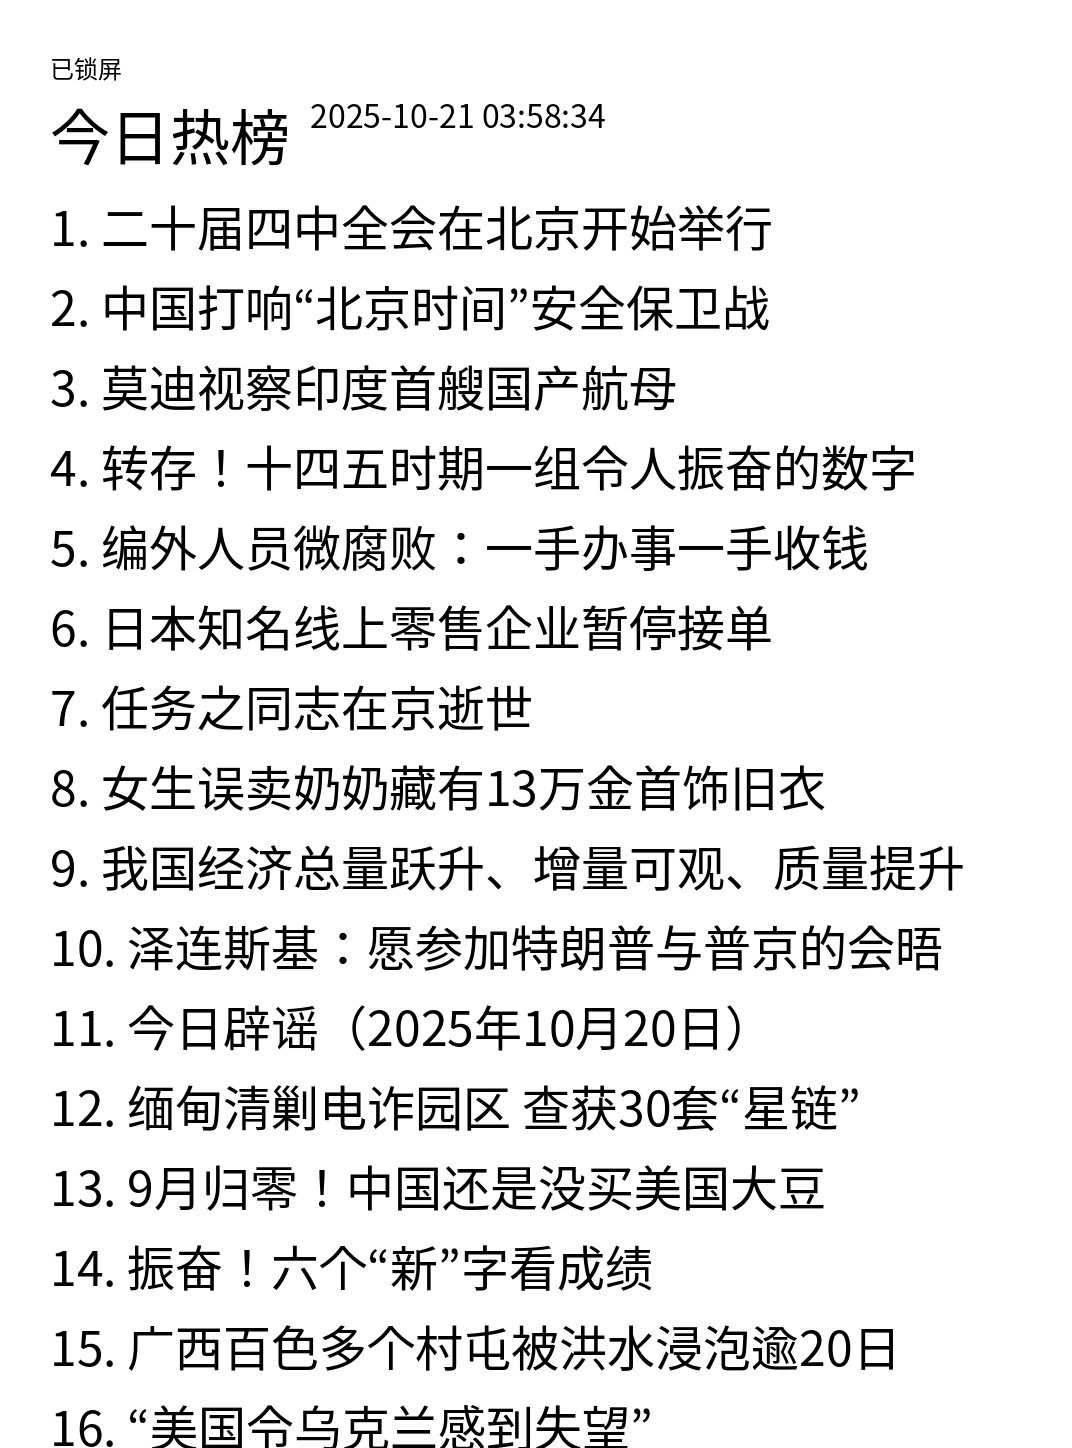 已锁屏
今日热榜 2025-10-21 03:58:34
1. 二十届四中全会在北京开始举行
2. 中国打响“北京时间”安全保卫战
3. 莫迪视察印度首艘国产航母
4. 转存！十四五时期一组令人振奋的数字
5. 编外人员微腐败：一手办事一手收钱
6. 日本知名线上零售企业暂停接单
7. 任务之同志在京逝世
8. 女生误卖奶奶藏有13万金首饰旧衣
9. 我国经济总量跃升、增量可观、质量提升
10. 泽连斯基：愿参加特朗普与普京的会晤
11. 今日辟谣（2025年10月20日）
12. 缅甸清剿电诈园区 查获30套“星链”
13. 9月归零！中国还是没买美国大豆
14. 振奋！六个“新”字看成绩
15. 广西百色多个村屯被洪水浸泡逾20日
16. “美国令乌克兰感到失望”